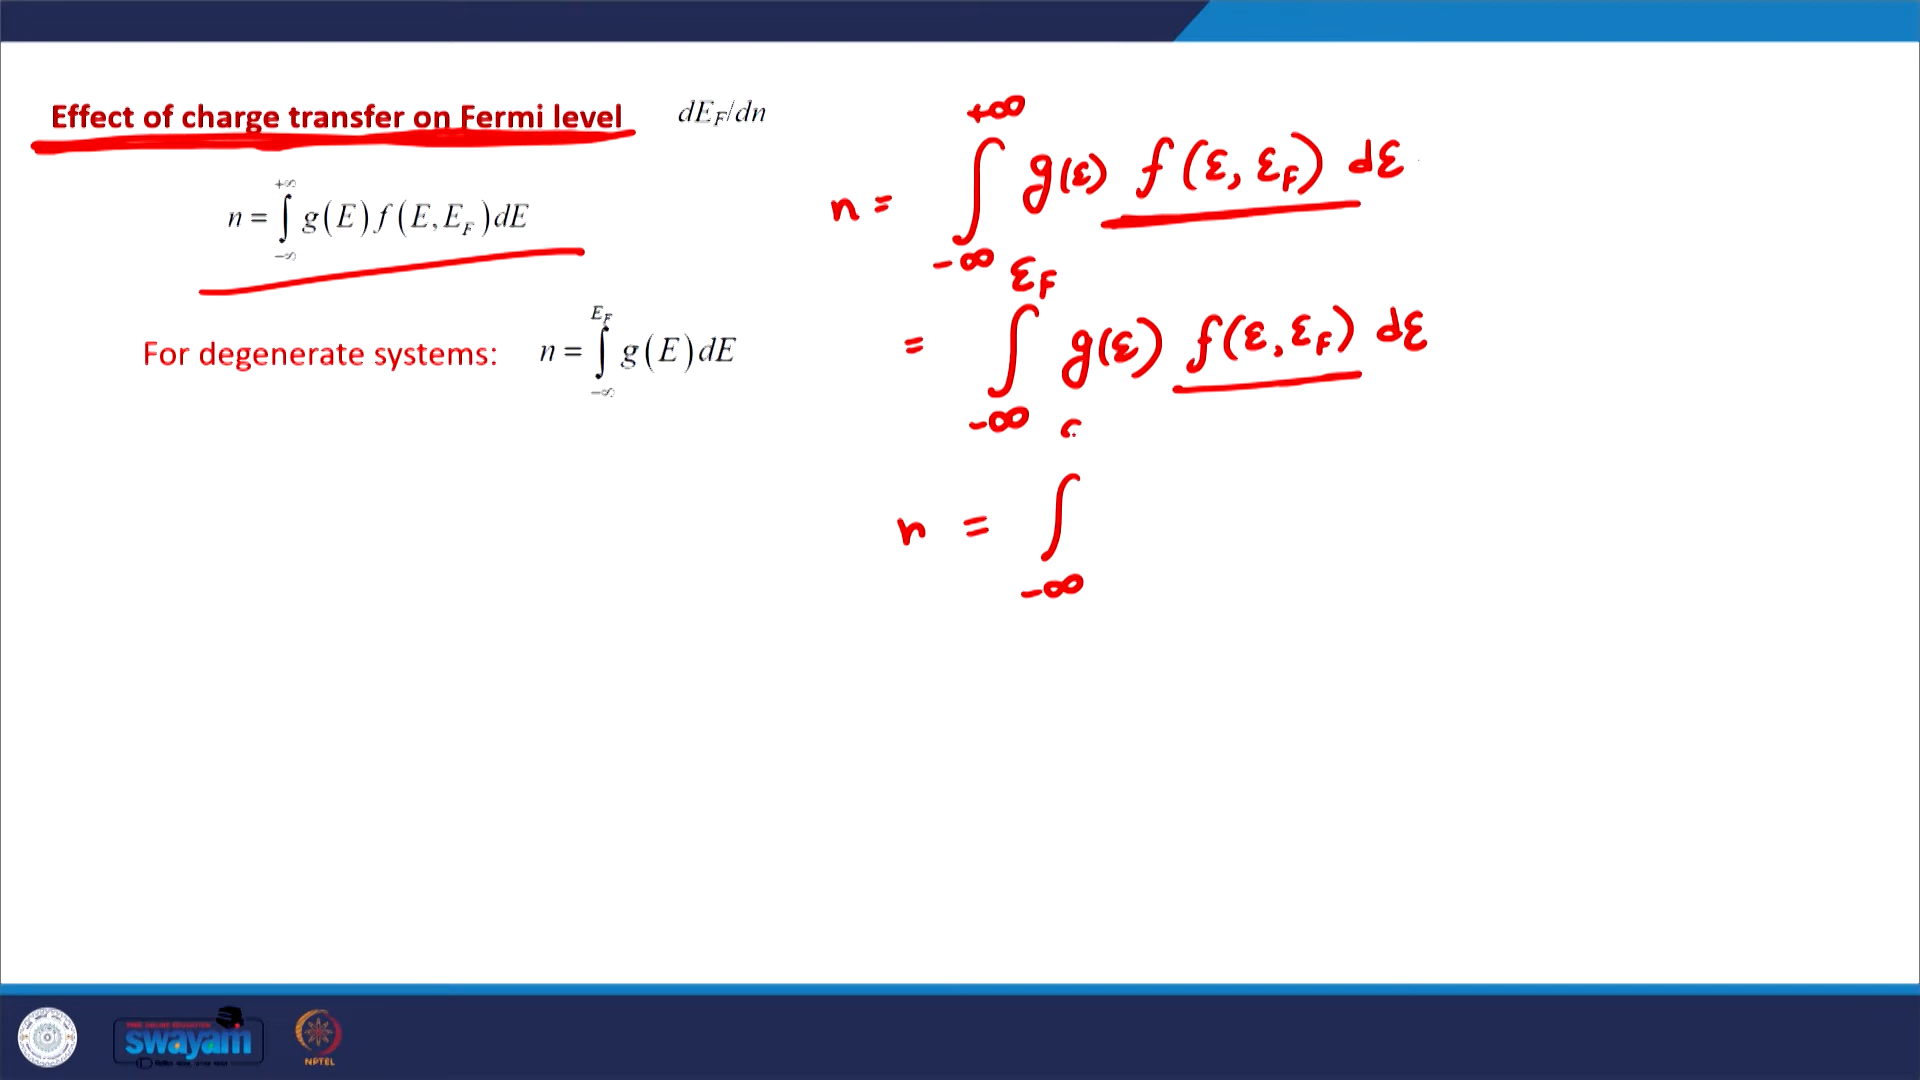 Effect of charge transfer on Fermi level dE_F/dn
n = ∫_{-∞}^{+∞} g(E) f(E, E_F) dE
For degenerate systems: n = ∫_{-∞}^{E_F} g(E) dE
n = ∫_{-∞}^{+∞} g(ε) f(ε, ε_F) dε
= ∫_{-∞}^{ε_F} g(ε) f(ε, ε_F) dε
n = ∫_{-∞}
swayam
NPTEL